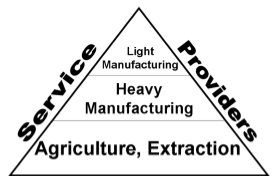 Service
Providers
Light
Manufacturing
Heavy
Manufacturing
Agriculture, Extraction